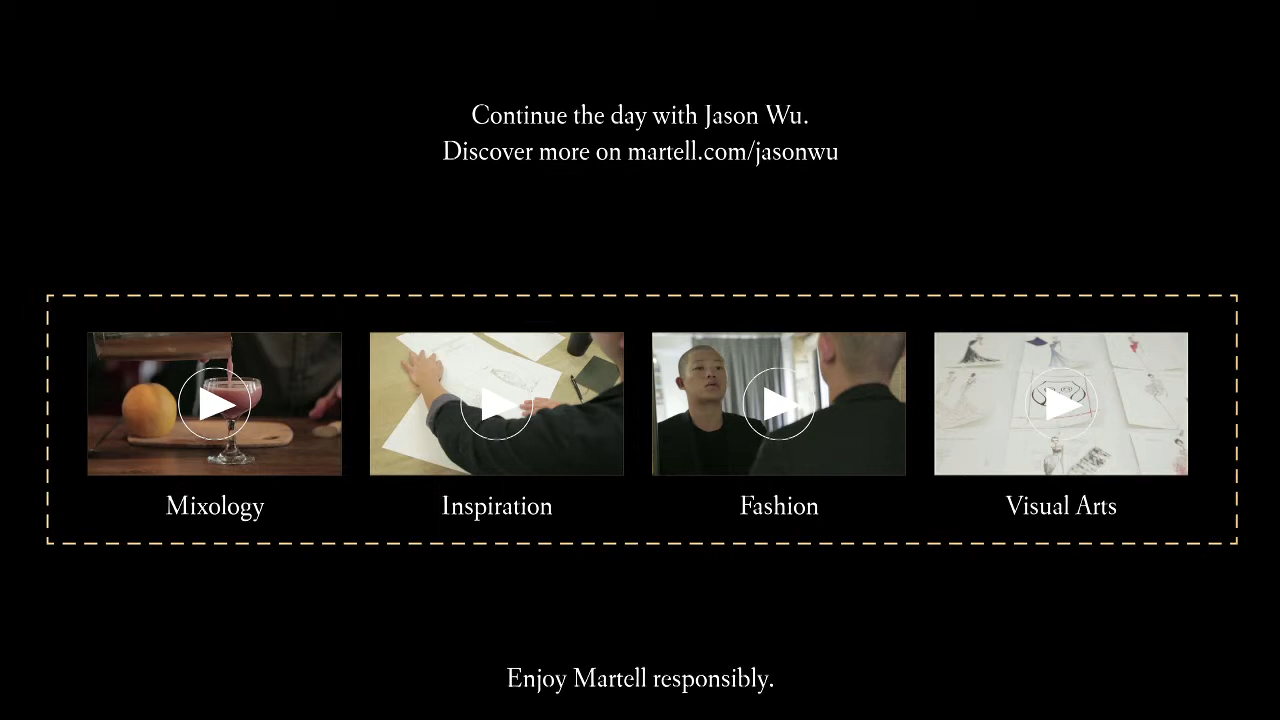 Continue the day with Jason Wu.
Discover more on martell.com/jasonwu
Mixology
Inspiration
Fashion
Visual Arts
Enjoy Martell responsibly.